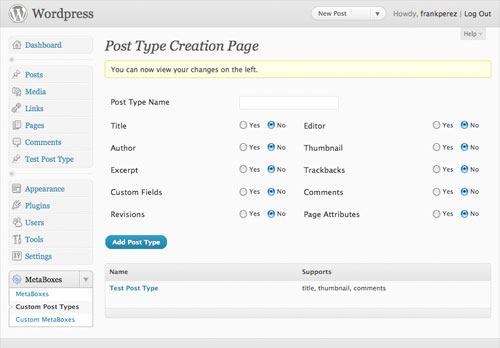 Wordpress
New Post
Howdy, frankperez | Log Out
Help
Dashboard
Posts
Media
Links
Pages
Comments
Test Post Type
Appearance
Plugins
Users
Tools
Settings
MetaBoxes
MetaBoxes
Custom Post Types
Custom MetaBoxes
Post Type Creation Page
You can now view your changes on the left.
Post Type Name
Title Yes No Editor Yes No
Author Yes No Thumbnail Yes No
Excerpt Yes No Trackbacks Yes No
Custom Fields Yes No Comments Yes No
Revisions Yes No Page Attributes Yes No
Add Post Type
Name Supports
Test Post Type title, thumbnail, comments